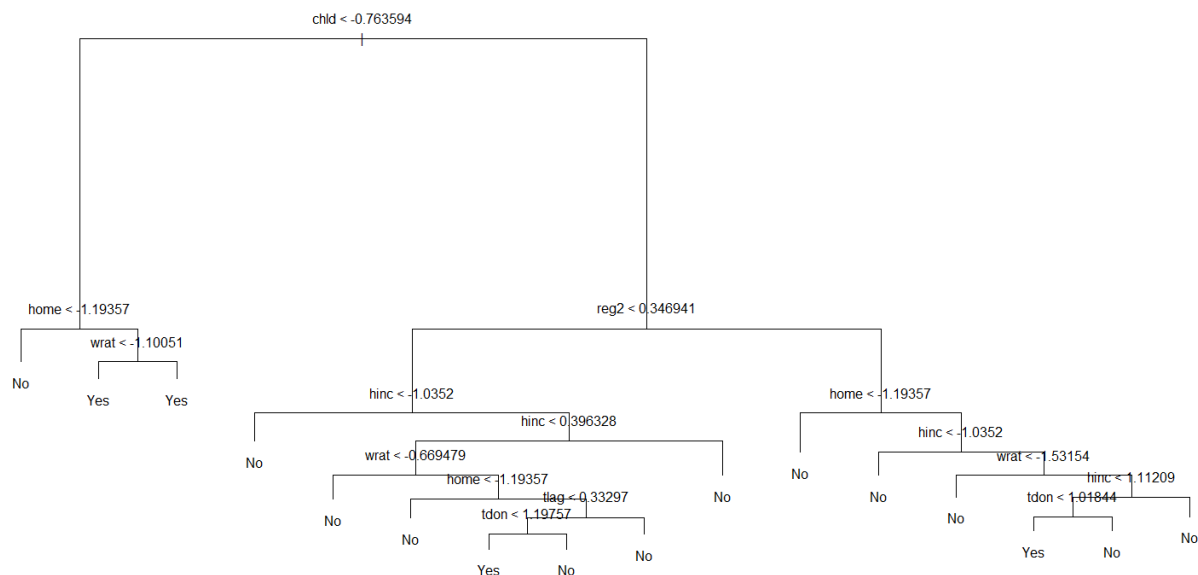 chld < -0.763594
home < -1.19357
reg2 < 0.346941
wrat < -1.10051
No
Yes
Yes
hinc < -1.0352
home < -1.19357
hinc < 0.396328
hinc < -1.0352
No
wrat < -0.669479
No
wrat < -1.53154
home < -1.19357
No
No
hinc < 1.11209
tlag < 0.33297
tdon < 1.01844
No
No
tdon < 1.19757
No
No
Yes
No
No
Yes
No
No